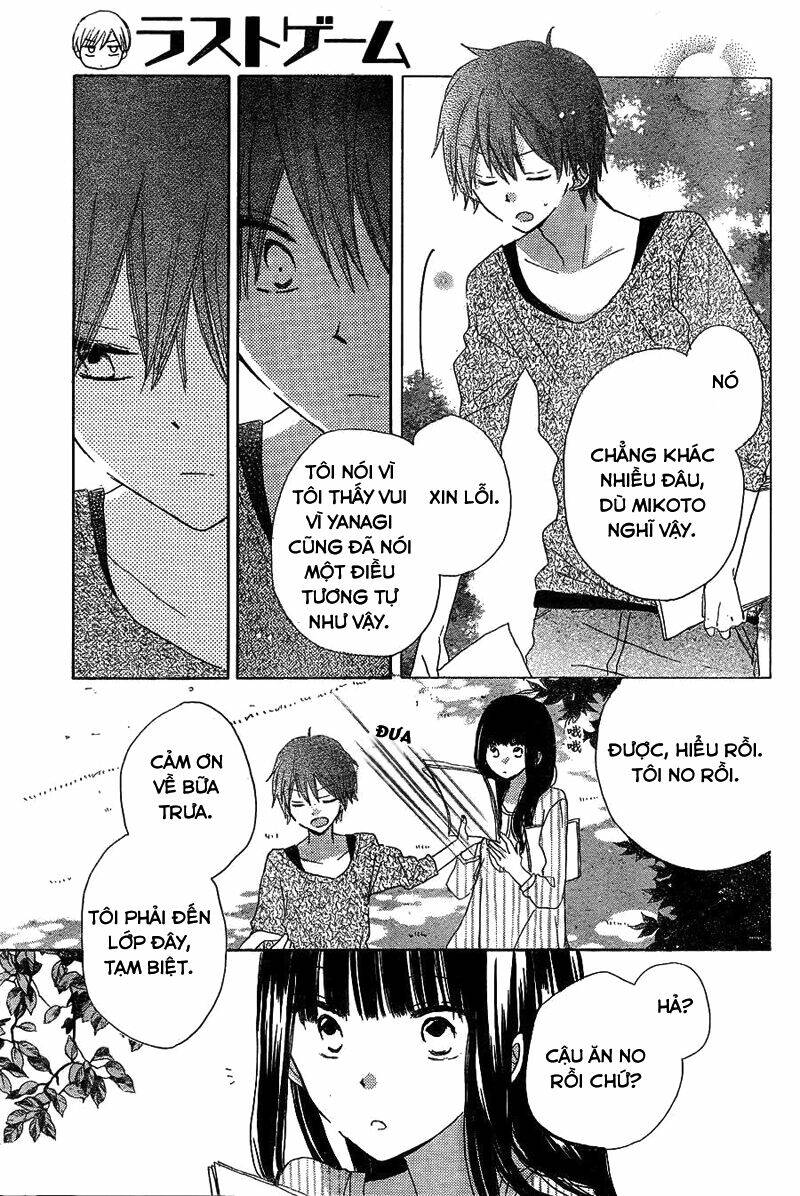 ラストゲーム
NÓ
CHẲNG KHÁC
NHIỀU ĐÂU,
DÙ MIKOTO
NGHĨ VẬY.
XIN LỖI.
TÔI NÓI VÌ
TÔI THẤY VUI
VÌ YANAGI
CŨNG ĐÃ NÓI
MỘT ĐIỀU
TƯƠNG TỰ
NHƯ VẬY.
ĐƯỢC, HIỂU RỒI.
TÔI NO RỒI.
哦
哦
ĐƯA
CẢM ƠN
VỀ BỮA
TRƯA.
TÔI PHẢI ĐẾN
LỚP ĐÂY,
TẠM BIỆT.
HẢ?
CẬU ĂN NO
RỒI CHỨ?